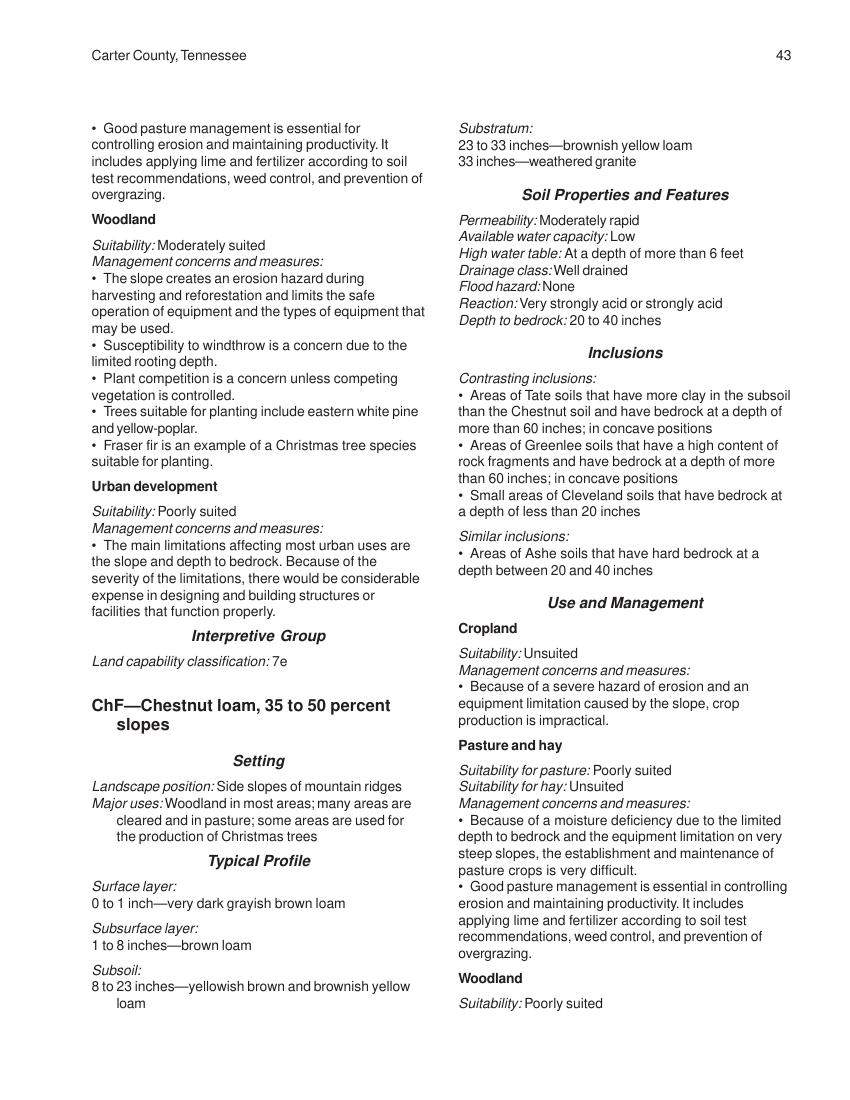 Carter County, Tennessee
43
• Good pasture management is essential for
controlling erosion and maintaining productivity. It
includes applying lime and fertilizer according to soil
test recommendations, weed control, and prevention of
overgrazing.
Woodland
Suitability: Moderately suited
Management concerns and measures:
• The slope creates an erosion hazard during
harvesting and reforestation and limits the safe
operation of equipment and the types of equipment that
may be used.
• Susceptibility to windthrow is a concern due to the
limited rooting depth.
• Plant competition is a concern unless competing
vegetation is controlled.
• Trees suitable for planting include eastern white pine
and yellow-poplar.
• Fraser fir is an example of a Christmas tree species
suitable for planting.
Urban development
Suitability: Poorly suited
Management concerns and measures:
• The main limitations affecting most urban uses are
the slope and depth to bedrock. Because of the
severity of the limitations, there would be considerable
expense in designing and building structures or
facilities that function properly.
Interpretive Group
Land capability classification: 7e
ChF—Chestnut loam, 35 to 50 percent
slopes
Setting
Landscape position: Side slopes of mountain ridges
Major uses: Woodland in most areas; many areas are
cleared and in pasture; some areas are used for
the production of Christmas trees
Typical Profile
Surface layer:
0 to 1 inch—very dark grayish brown loam
Subsurface layer:
1 to 8 inches—brown loam
Subsoil:
8 to 23 inches—yellowish brown and brownish yellow
loam
Substratum:
23 to 33 inches—brownish yellow loam
33 inches—weathered granite
Soil Properties and Features
Permeability: Moderately rapid
Available water capacity: Low
High water table: At a depth of more than 6 feet
Drainage class: Well drained
Flood hazard: None
Reaction: Very strongly acid or strongly acid
Depth to bedrock: 20 to 40 inches
Inclusions
Contrasting inclusions:
• Areas of Tate soils that have more clay in the subsoil
than the Chestnut soil and have bedrock at a depth of
more than 60 inches; in concave positions
• Areas of Greenlee soils that have a high content of
rock fragments and have bedrock at a depth of more
than 60 inches; in concave positions
• Small areas of Cleveland soils that have bedrock at
a depth of less than 20 inches
Similar inclusions:
• Areas of Ashe soils that have hard bedrock at a
depth between 20 and 40 inches
Use and Management
Cropland
Suitability: Unsuited
Management concerns and measures:
• Because of a severe hazard of erosion and an
equipment limitation caused by the slope, crop
production is impractical.
Pasture and hay
Suitability for pasture: Poorly suited
Suitability for hay: Unsuited
Management concerns and measures:
• Because of a moisture deficiency due to the limited
depth to bedrock and the equipment limitation on very
steep slopes, the establishment and maintenance of
pasture crops is very difficult.
• Good pasture management is essential in controlling
erosion and maintaining productivity. It includes
applying lime and fertilizer according to soil test
recommendations, weed control, and prevention of
overgrazing.
Woodland
Suitability: Poorly suited